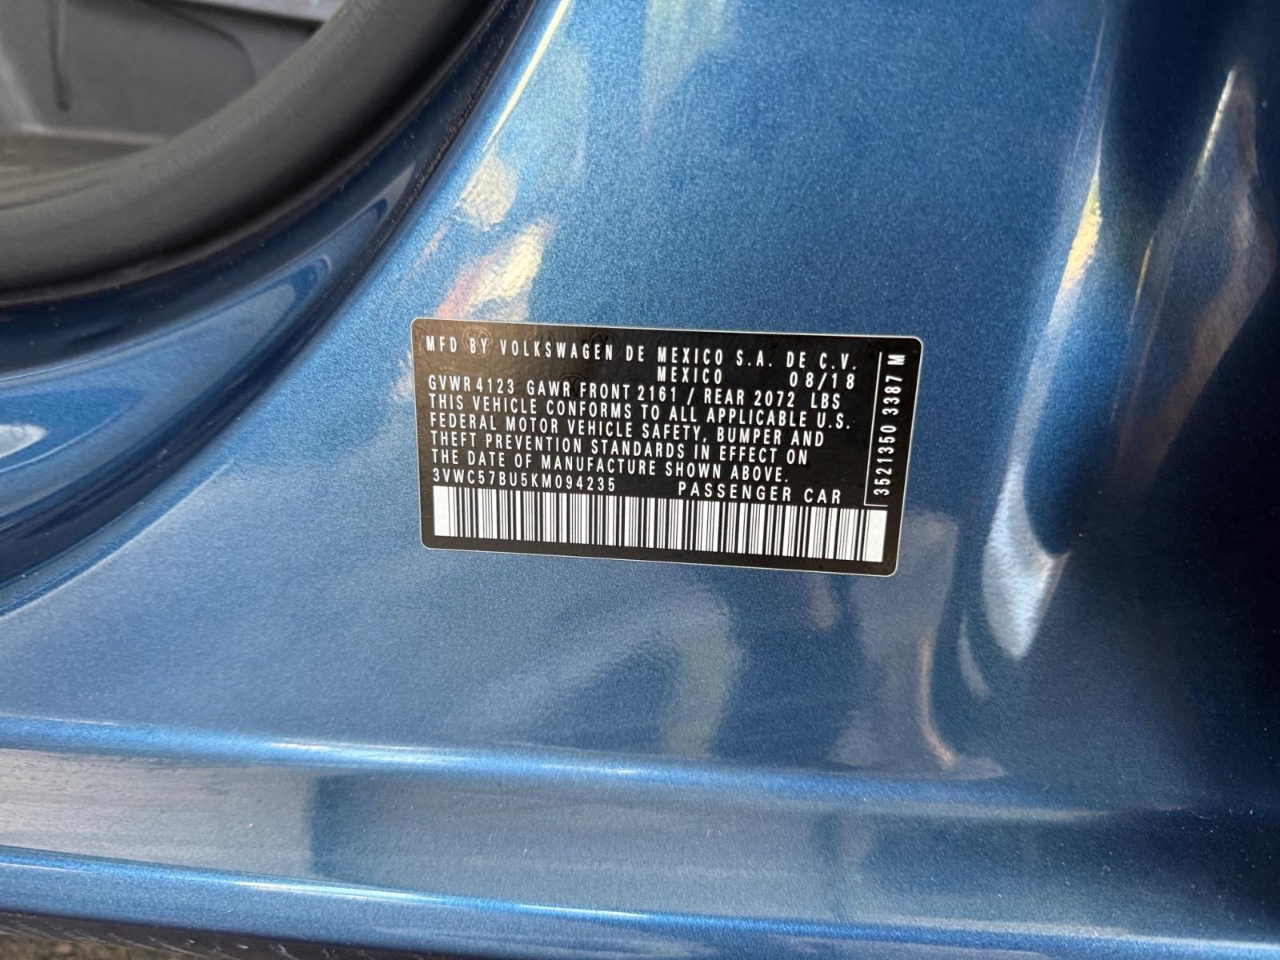 MFD BY VOLKSWAGEN DE MEXICO S.A. DE C.V.
MEXICO 08/18
GVWR 4123 GAWR FRONT 2161 / REAR 2072 LBS
THIS VEHICLE CONFORMS TO ALL APPLICABLE U.S.
FEDERAL MOTOR VEHICLE SAFETY, BUMPER AND
THEFT PREVENTION STANDARDS IN EFFECT ON
THE DATE OF MANUFACTURE SHOWN ABOVE.
3VWC57BU5KM094235 PASSENGER CAR
3521350 3387 M